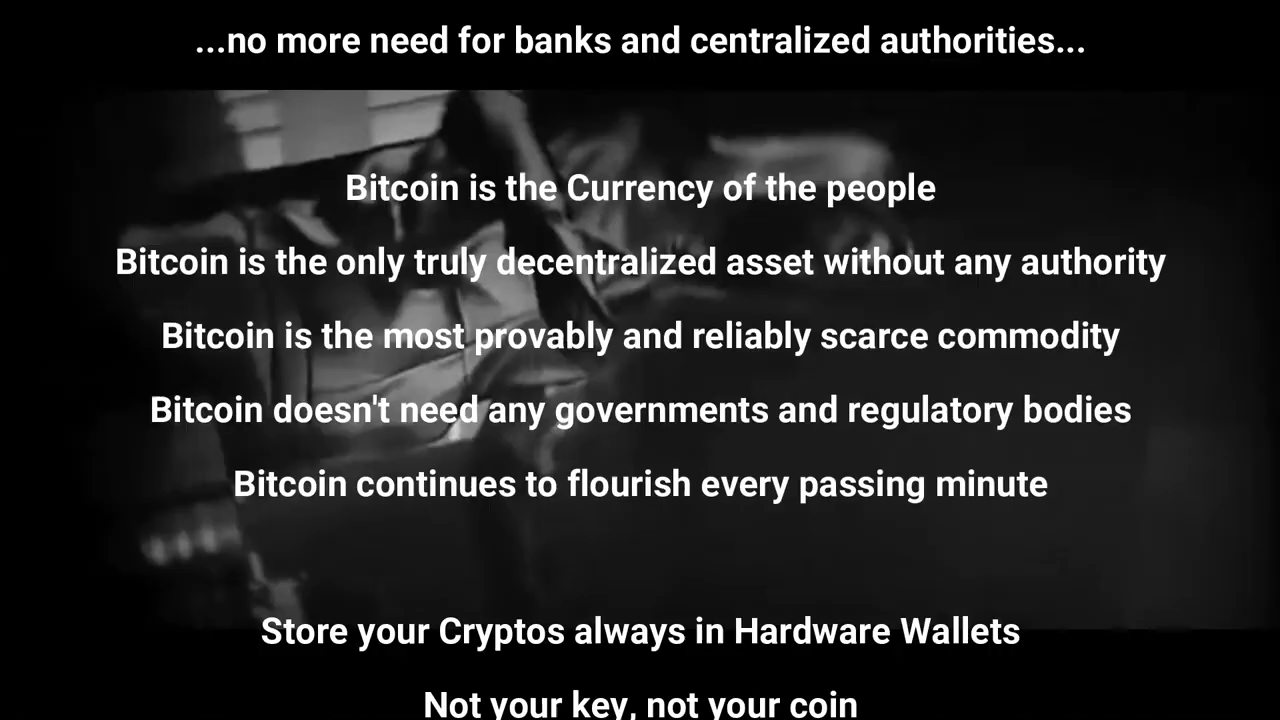 ...no more need for banks and centralized authorities...
Bitcoin is the Currency of the people
Bitcoin is the only truly decentralized asset without any authority
Bitcoin is the most provably and reliably scarce commodity
Bitcoin doesn't need any governments and regulatory bodies
Bitcoin continues to flourish every passing minute
Store your Cryptos always in Hardware Wallets
Not your key, not your coin